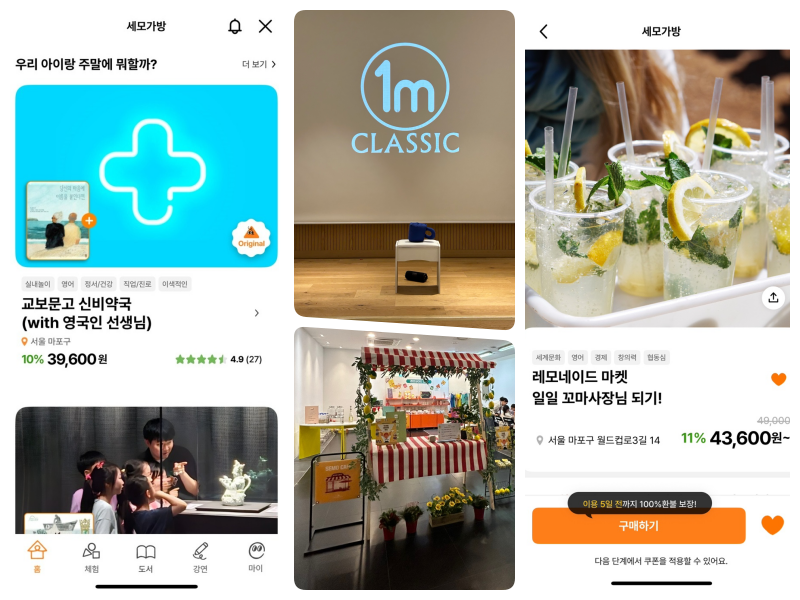 세모가방
우리 아이랑 주말에 뭐할까?
더 보기
Original
실내놀이 영어 정서/건강 직업/진로 이색적인
교보문고 신비약국
(with 영국인 선생님)
서울 마포구
10% 39,600원
4.9 (27)
홈 체험 도서 강연 마이
1m
CLASSIC
SEMO CAFE
세모가방
세계문화 영어 경제 창의력 협동심
레모네이드 마켓
일일 꼬마사장님 되기!
49,000
서울 마포구 월드컵로3길 14
11% 43,600원~
이용 5일 전까지 100%환불 보장!
구매하기
다음 단계에서 쿠폰을 적용할 수 있어요.